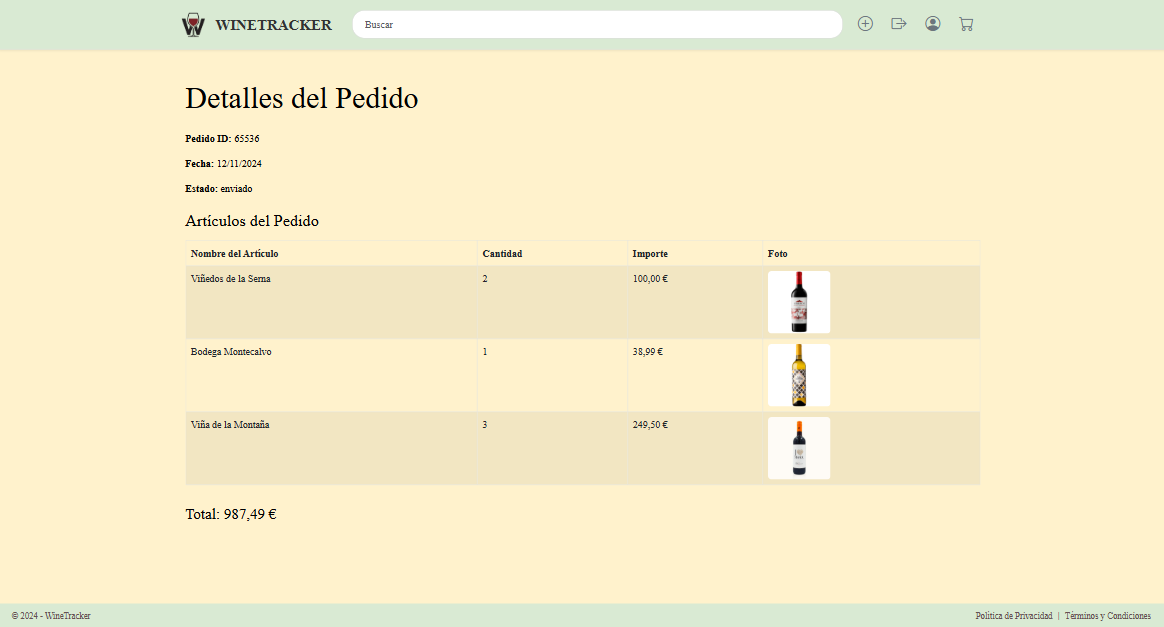 WINETRACKER Buscar
Detalles del Pedido
Pedido ID: 65536
Fecha: 12/11/2024
Estado: enviado
Artículos del Pedido
Nombre del Artículo Cantidad Importe Foto
Viñedos de la Serna 2 100,00 €
Bodega Montecalvo 1 38,99 €
Viña de la Montaña 3 249,50 €
Total: 987,49 €
© 2024 - WineTracker Política de Privacidad | Términos y Condiciones